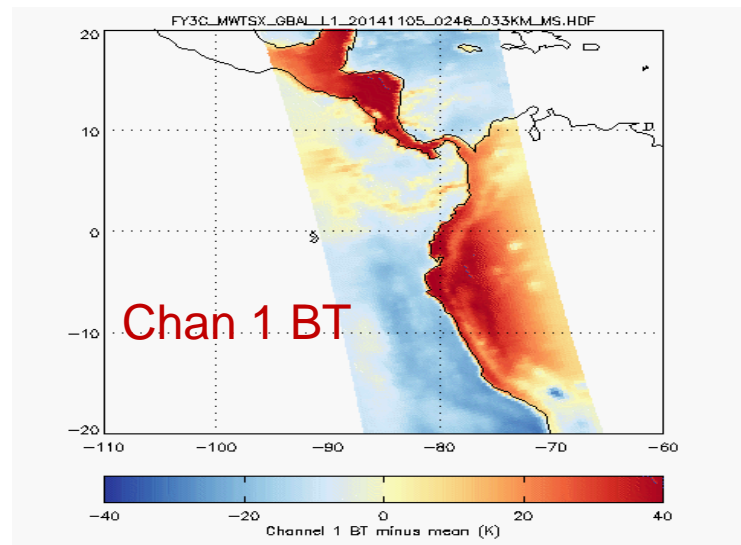 FY3C_MWTSX_GBAL_L1_20141105_0246_033KM_MS.HDF
20
10
0
Chan 1 BT
−10
−20
−110 −100 −90 −80 −70 −60
−40 −20 0 20 40
Channel 1 BT minus mean (K)